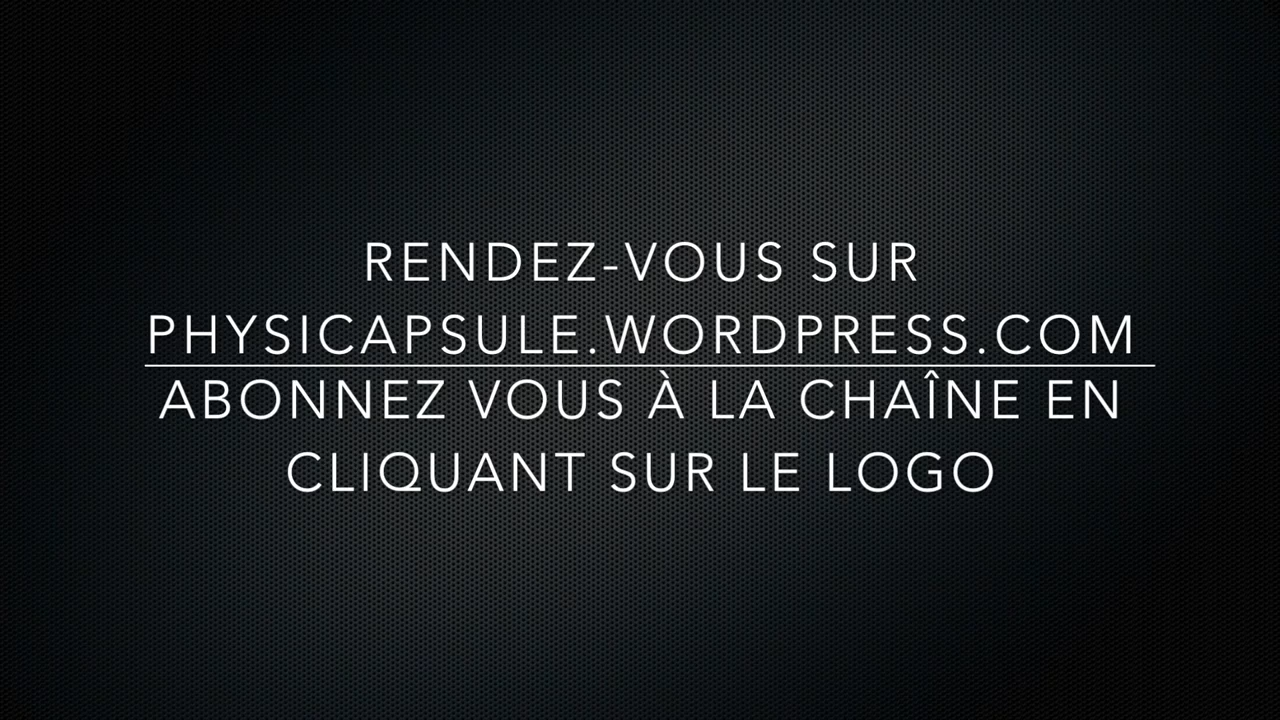 RENDEZ-VOUS SUR
PHYSICAPSULE.WORDPRESS.COM
ABONNEZ VOUS À LA CHAÎNE EN
CLIQUANT SUR LE LOGO